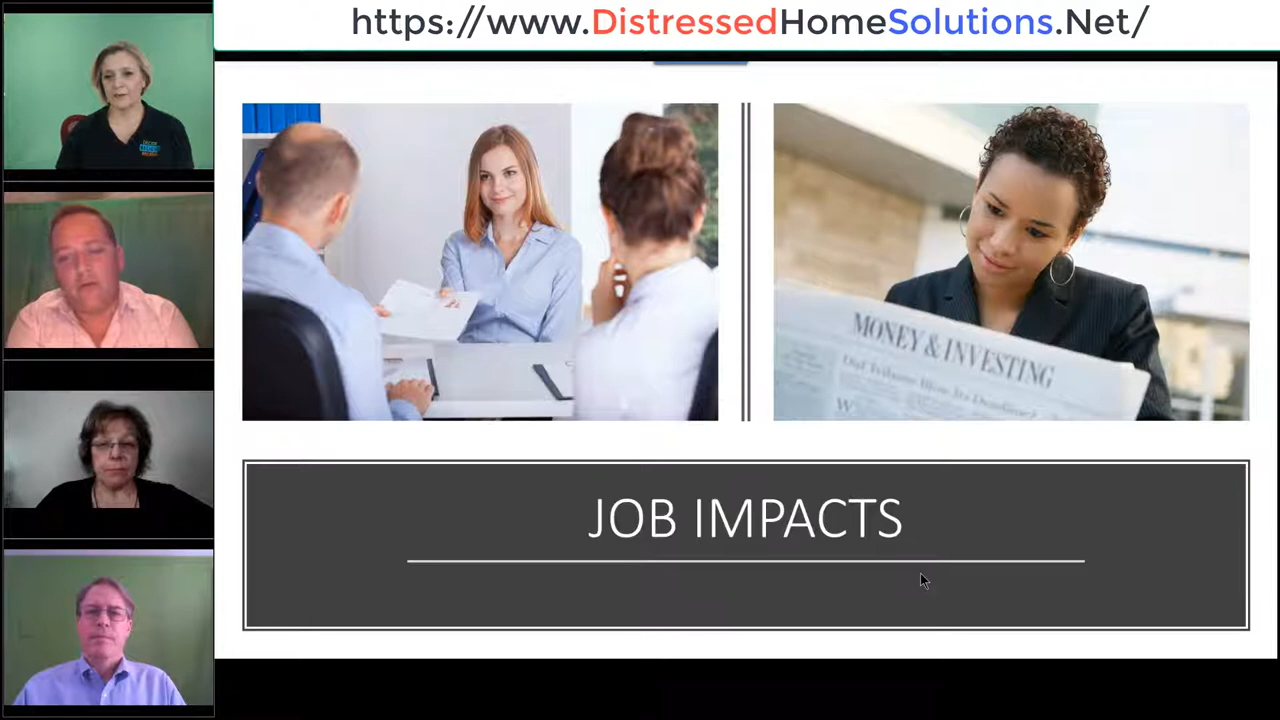 https://www.DistressedHomeSolutions.Net/
MONEY & INVESTING
W
JOB IMPACTS